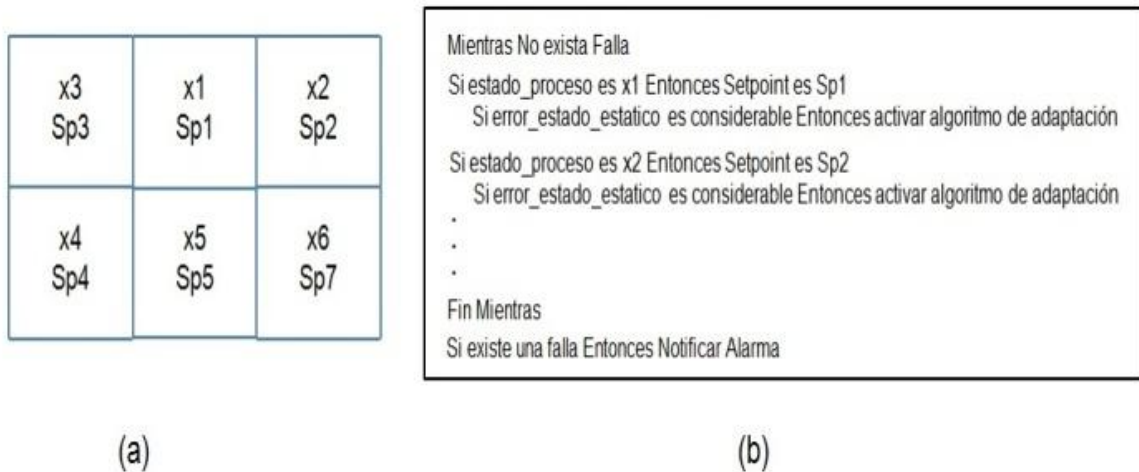 x3
Sp3
x1
Sp1
x2
Sp2
x4
Sp4
x5
Sp5
x6
Sp7
(a)
Mientras No exista Falla
Si estado_proceso es x1 Entonces Setpoint es Sp1
Si error_estado_estatico es considerable Entonces activar algoritmo de adaptación
Si estado_proceso es x2 Entonces Setpoint es Sp2
Si error_estado_estatico es considerable Entonces activar algoritmo de adaptación
.
.
.
Fin Mientras
Si existe una falla Entonces Notificar Alarma
(b)